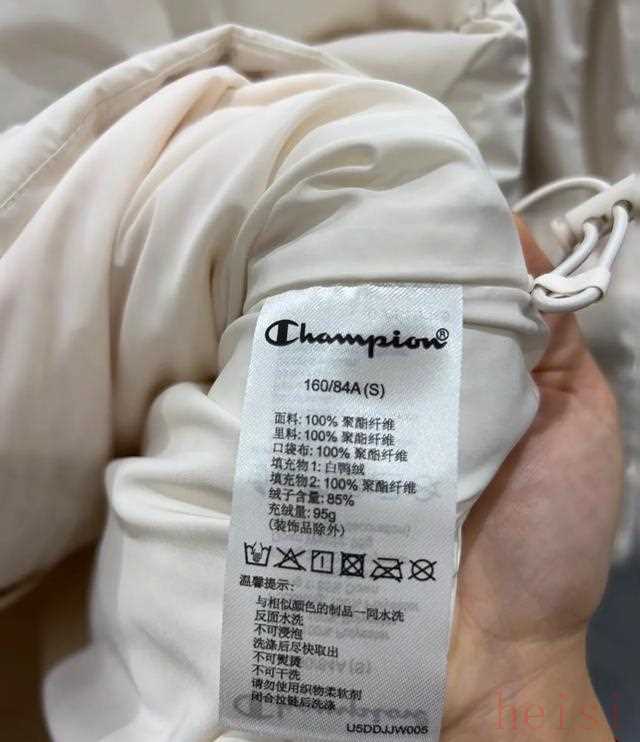 Champion®
160/84A(S)
面料: 100% 聚酯纤维
里料: 100% 聚酯纤维
口袋布: 100% 聚酯纤维
填充物1: 白鸭绒
填充物2: 100% 聚酯纤维
绒子含量: 85%
充绒量: 95g
(装饰品除外)
温馨提示:
与相似颜色的制品一同水洗
反面水洗
不可浸泡
洗涤后尽快取出
不可熨烫
不可干洗
请勿使用织物柔软剂
闭合拉链后洗涤
U5DDJJW005
heisi